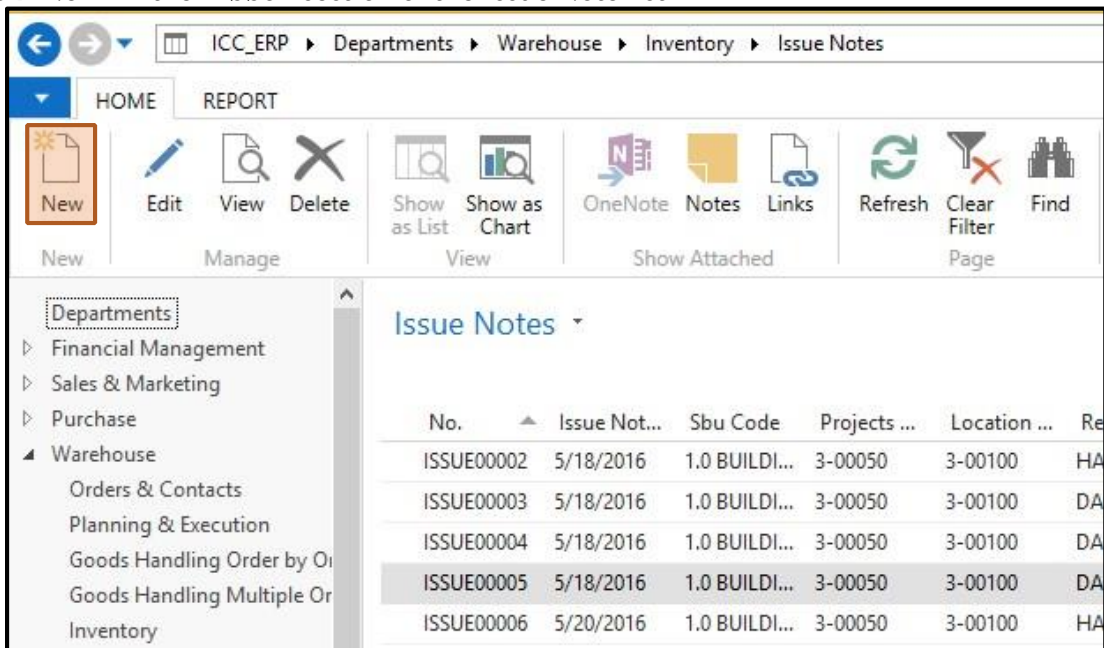 ICC_ERP ▸ Departments ▸ Warehouse ▸ Inventory ▸ Issue Notes
HOME REPORT
New Edit View Delete Show as List Show as Chart OneNote Notes Links Refresh Clear Filter Find
New Manage View Show Attached Page
Departments
Financial Management
Sales & Marketing
Purchase
Warehouse
Orders & Contacts
Planning & Execution
Goods Handling Order by Or
Goods Handling Multiple Or
Inventory
Issue Notes
No. Issue Not... Sbu Code Projects ... Location ... Re
ISSUE00002 5/18/2016 1.0 BUILDI... 3-00050 3-00100 HA
ISSUE00003 5/18/2016 1.0 BUILDI... 3-00050 3-00100 DA
ISSUE00004 5/18/2016 1.0 BUILDI... 3-00050 3-00100 DA
ISSUE00005 5/18/2016 1.0 BUILDI... 3-00050 3-00100 DA
ISSUE00006 5/20/2016 1.0 BUILDI... 3-00050 3-00100 HA